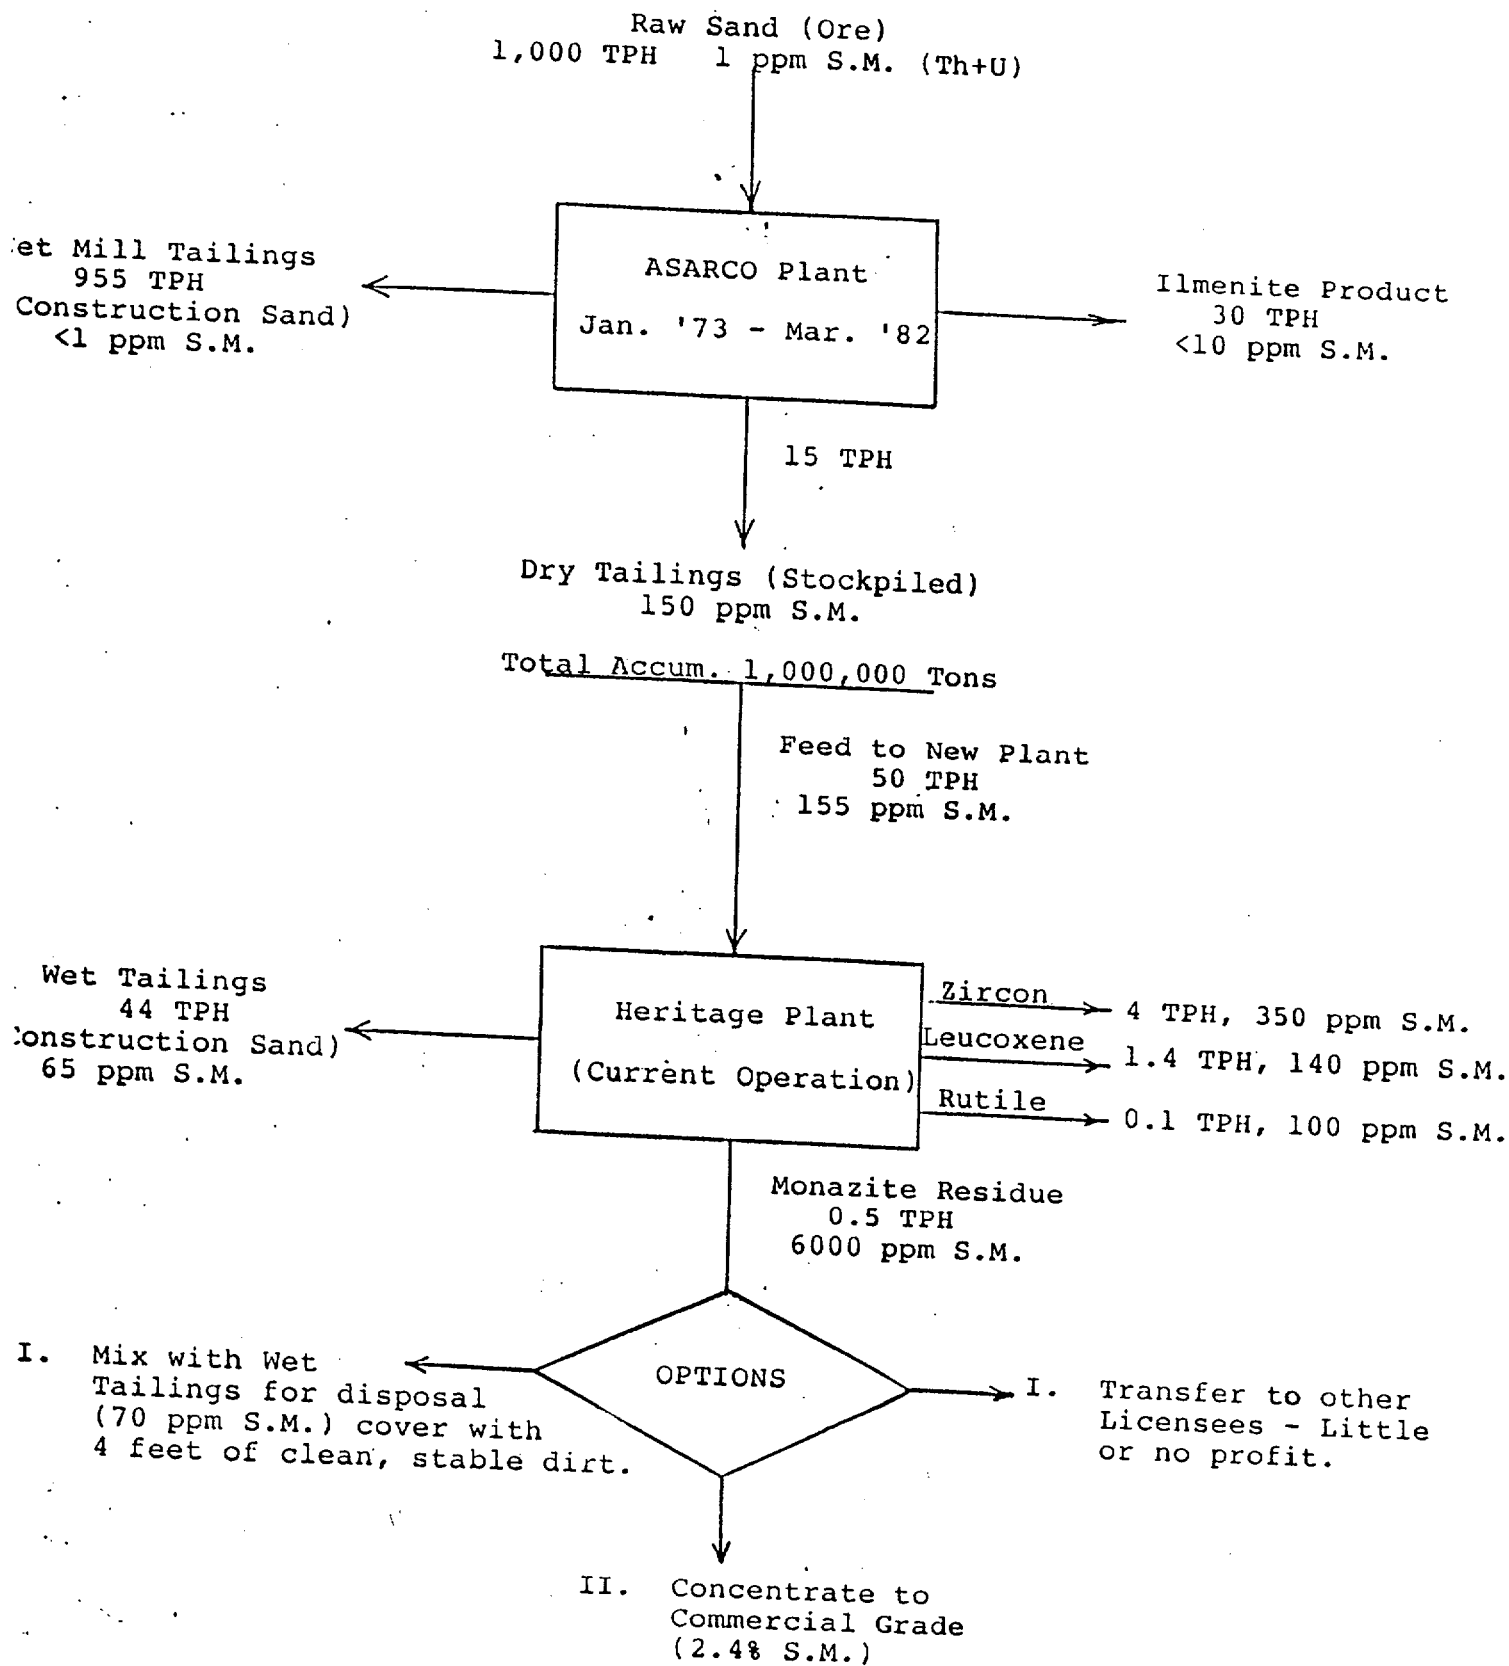 Raw Sand (Ore)
1,000 TPH 1 ppm S.M. (Th+U)
et Mill Tailings
955 TPH
Construction Sand)
<1 ppm S.M.
ASARCO Plant
Jan. '73 - Mar. '82
Ilmenite Product
30 TPH
<10 ppm S.M.
15 TPH
Dry Tailings (Stockpiled)
150 ppm S.M.
Total Accum. 1,000,000 Tons
Feed to New Plant
50 TPH
155 ppm S.M.
Wet Tailings
44 TPH
onstruction Sand)
65 ppm S.M.
Heritage Plant
(Current Operation)
Zircon 4 TPH, 350 ppm S.M.
Leucoxene 1.4 TPH, 140 ppm S.M.
Rutile 0.1 TPH, 100 ppm S.M.
Monazite Residue
0.5 TPH
6000 ppm S.M.
OPTIONS
I. Mix with Wet
Tailings for disposal
(70 ppm S.M.) cover with
4 feet of clean, stable dirt.
I. Transfer to other
Licensees - Little
or no profit.
II. Concentrate to
Commercial Grade
(2.4% S.M.)